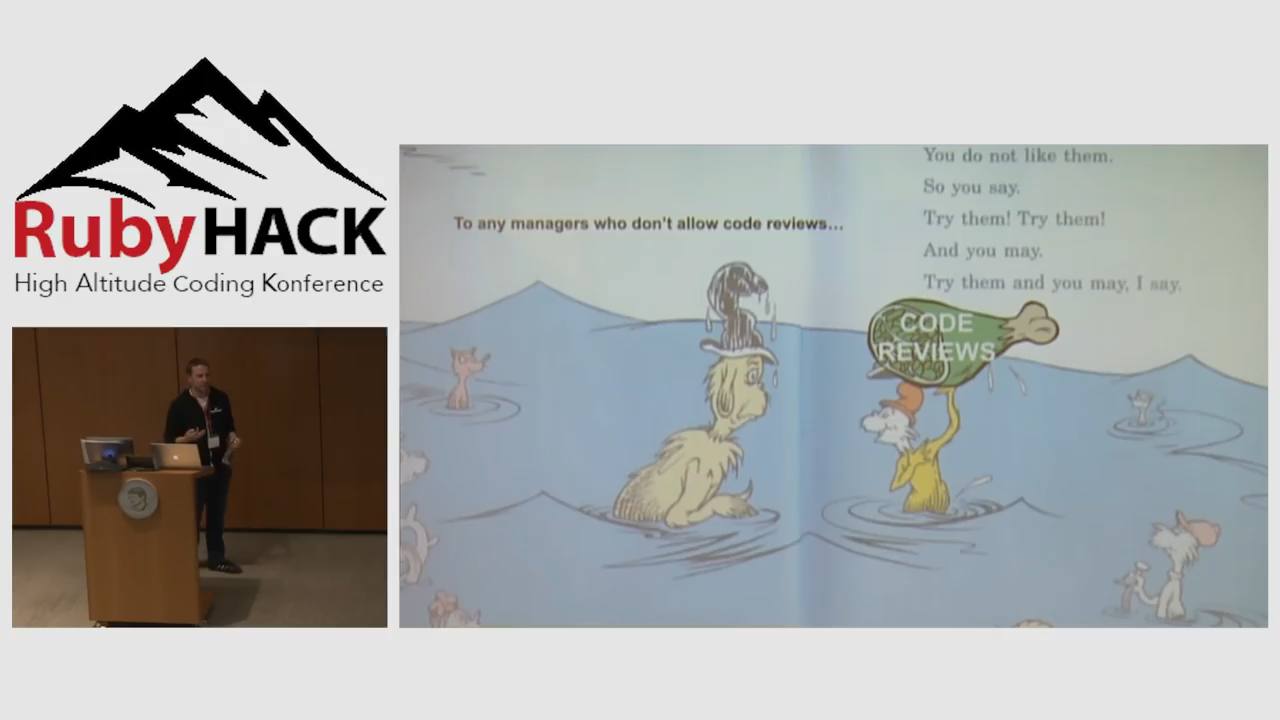 RubyHACK
High Altitude Coding Konference
To any managers who don't allow code reviews...
You do not like them.
So you say.
Try them! Try them!
And you may.
Try them and you may, I say.
CODE
REVIEWS